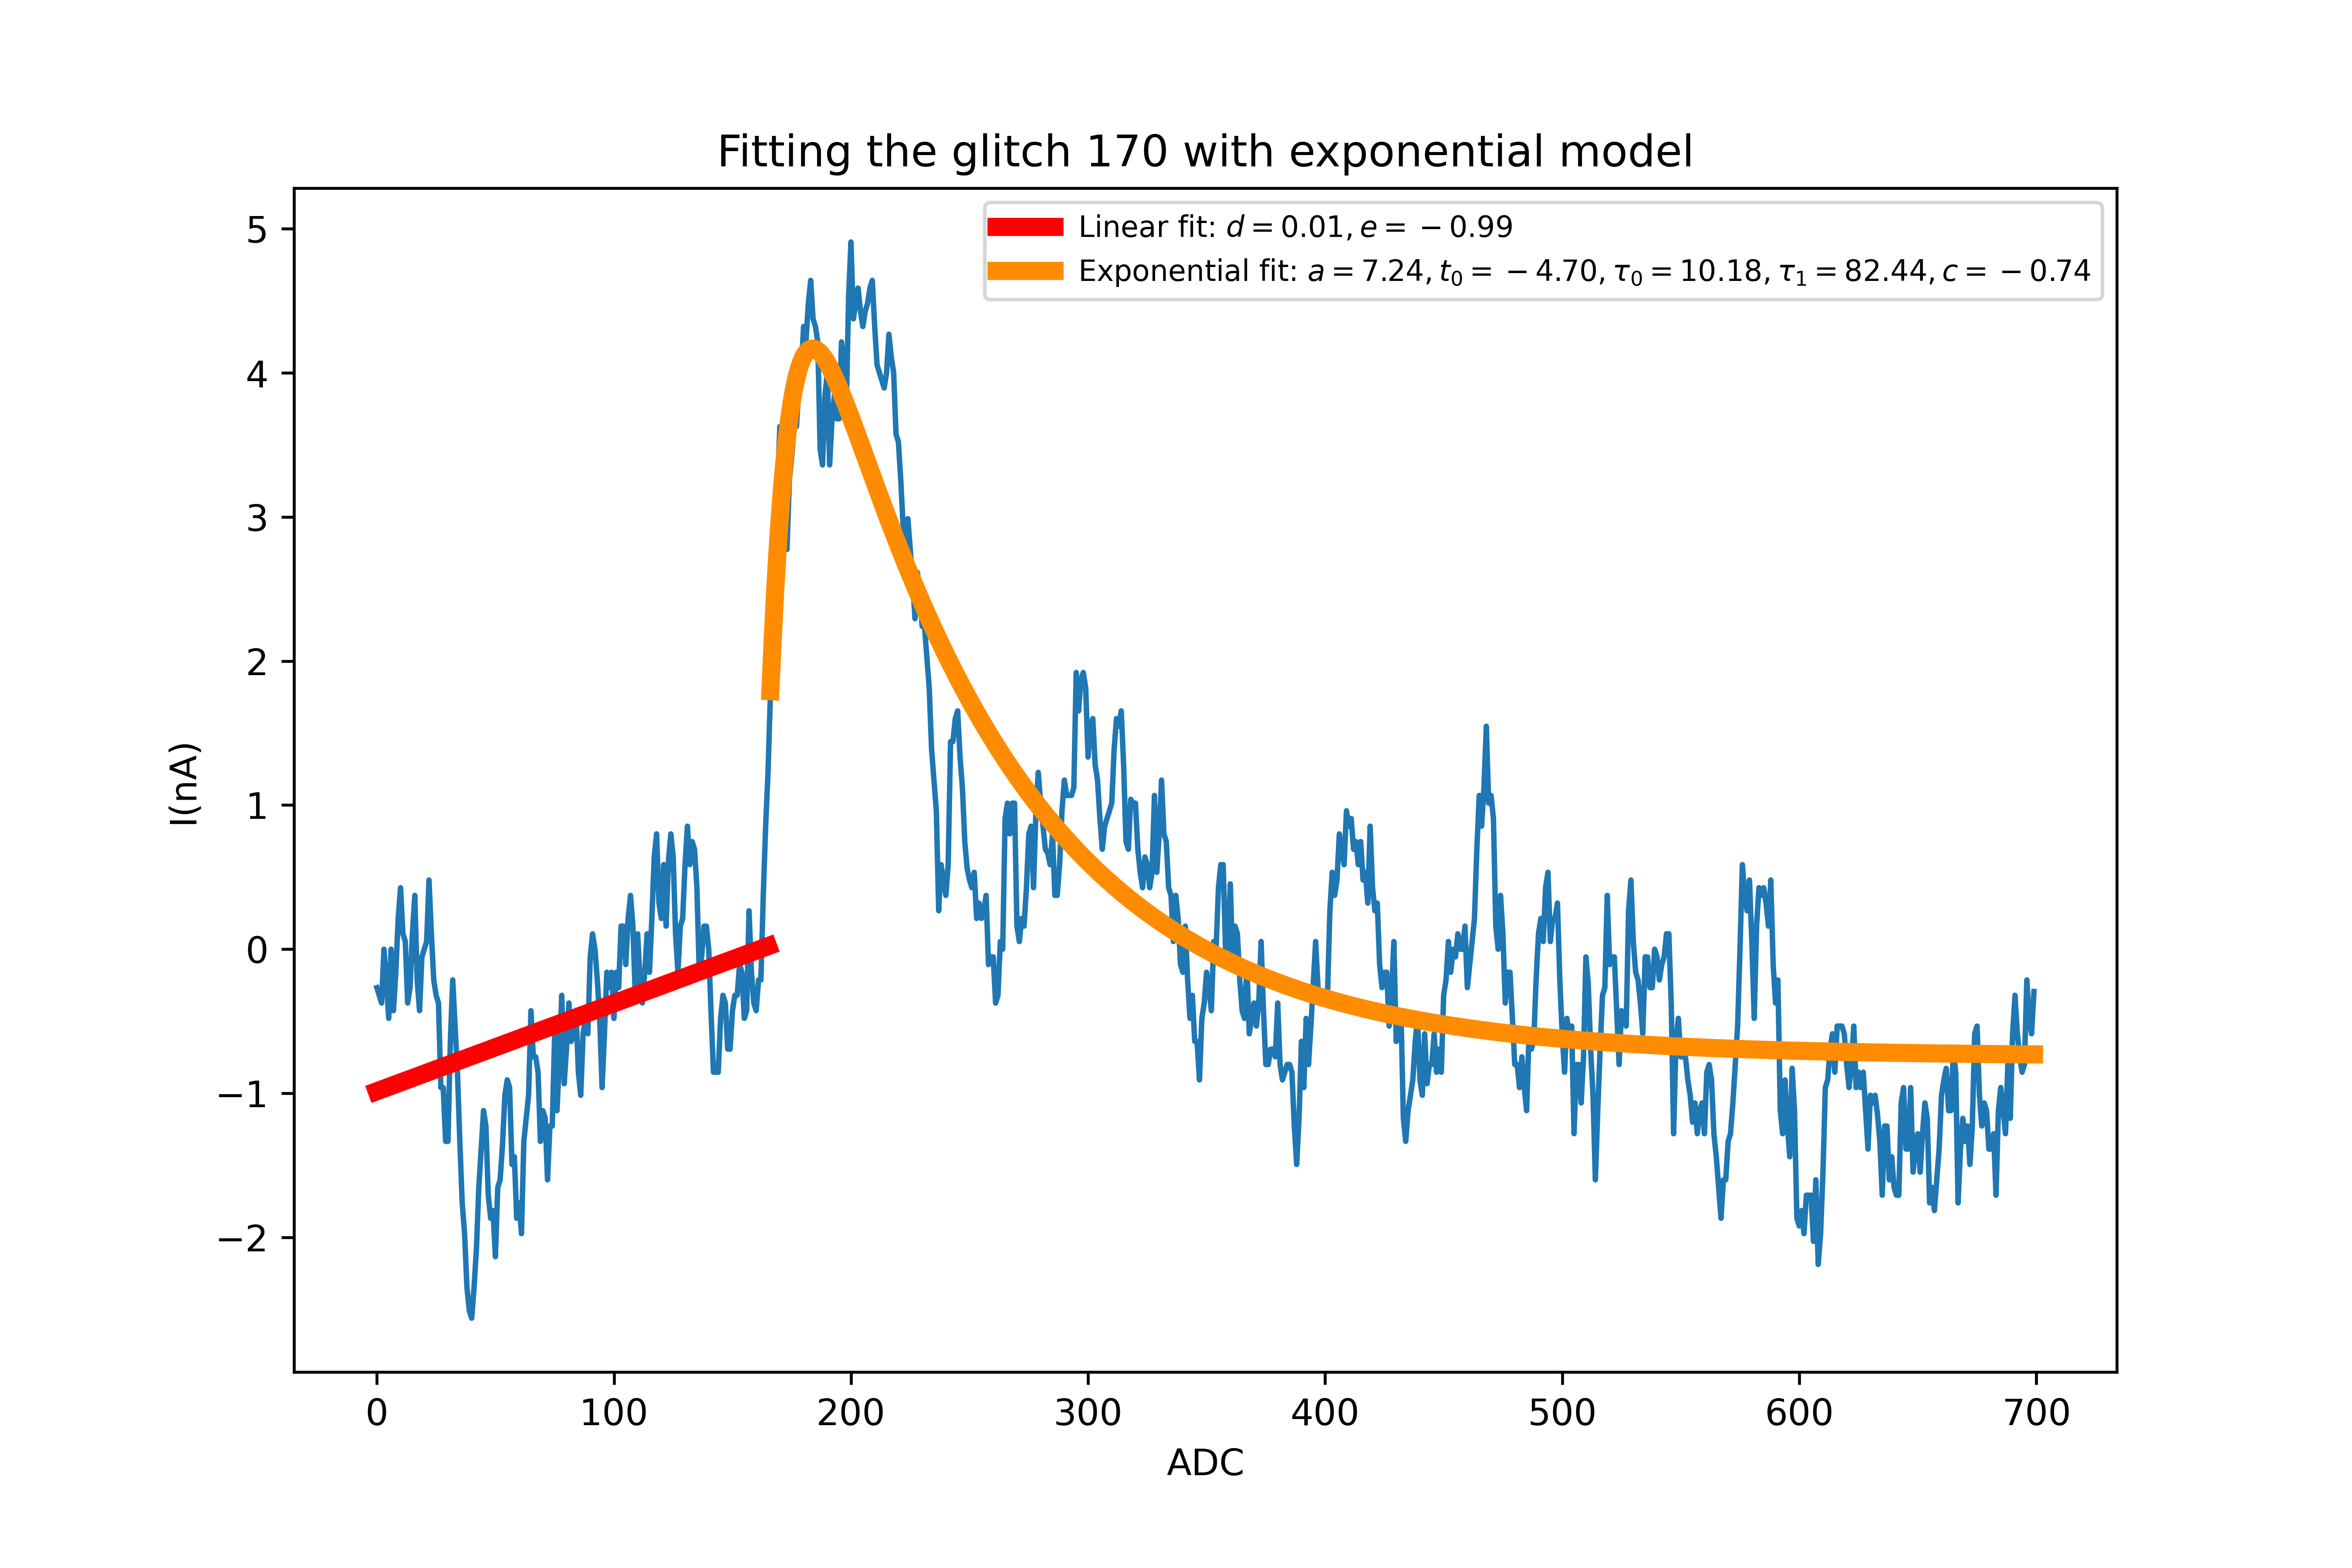 Fitting the glitch 170 with exponential model
Linear fit: d = 0.01, e = −0.99
Exponential fit: a = 7.24, t₀ = −4.70, τ₀ = 10.18, τ₁ = 82.44, c = −0.74
5
4
3
2
1
0
−1
−2
I(nA)
0 100 200 300 400 500 600 700
ADC